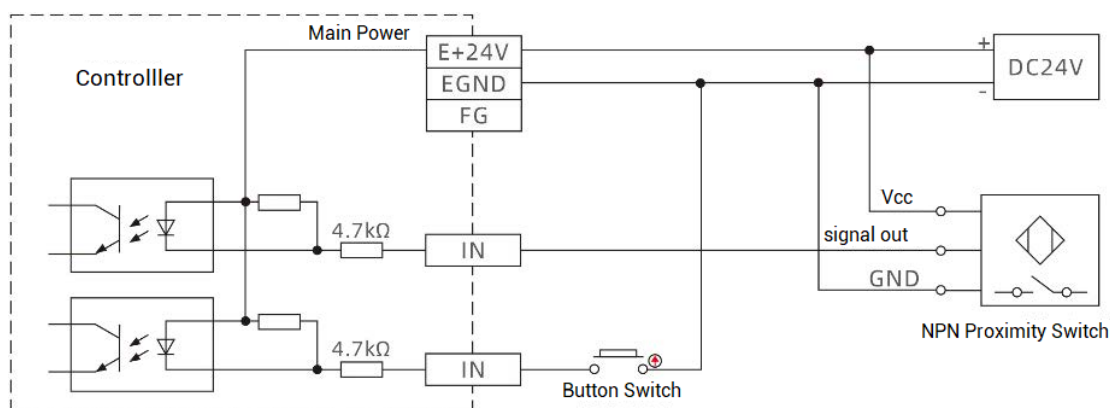 Main Power
E+24V
EGND
FG
Controlller
+
-
DC24V
Vcc
signal out
GND
4.7kΩ
IN
NPN Proximity Switch
4.7kΩ
IN
Button Switch